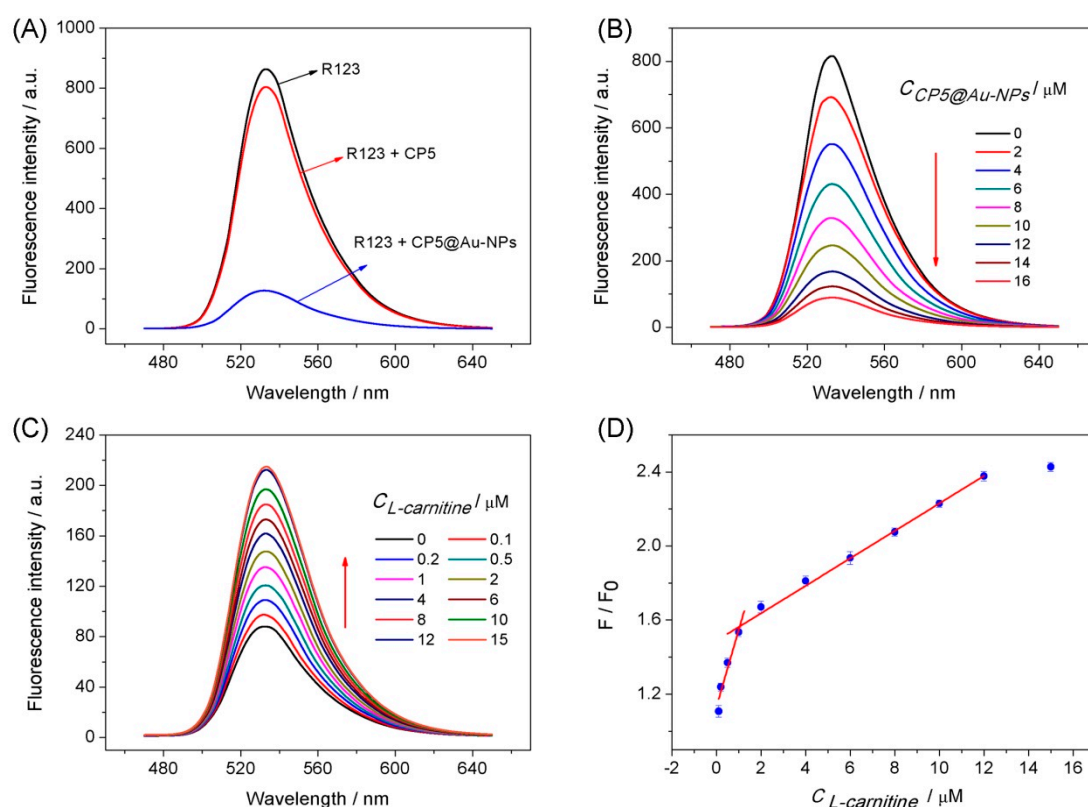 (A)
1000
800
600
400
200
0
Fluorescence intensity / a.u.
R123
R123 + CP5
R123 + CP5@Au-NPs
480 520 560 600 640
Wavelength / nm
(B)
800
600
400
200
0
Fluorescence intensity / a.u.
C CP5@Au-NPs / μM
0
2
4
6
8
10
12
14
16
480 520 560 600 640
Wavelength / nm
(C)
240
200
160
120
80
40
0
Fluorescence intensity / a.u.
C L-carnitine / μM
0 0.1
0.2 0.5
1 2
4 6
8 10
12 15
480 520 560 600 640
Wavelength / nm
(D)
2.4
2.0
1.6
1.2
F / F0
-2 0 2 4 6 8 10 12 14 16
C L-carnitine / μM